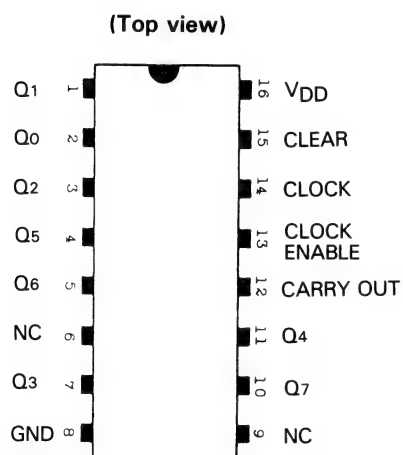 (Top view)
Q1 1 16 VDD
Q0 2 15 CLEAR
Q2 3 14 CLOCK
Q5 4 13 CLOCK
ENABLE
Q6 5 12 CARRY OUT
NC 6 11 Q4
Q3 7 10 Q7
GND 8 9 NC